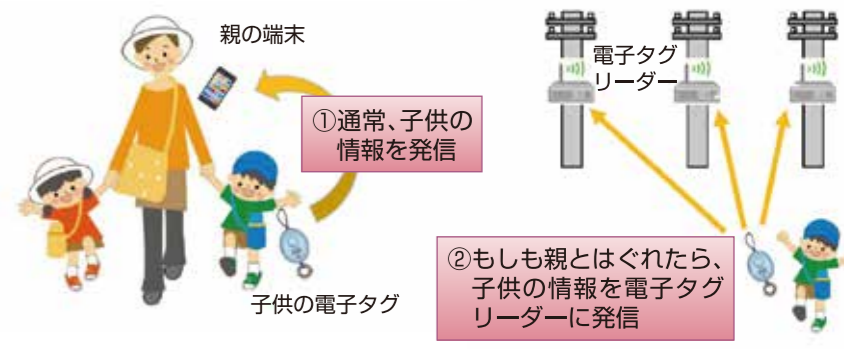 親の端末
①通常、子供の
情報を発信
子供の電子タグ
電子タグ
リーダー
②もしも親とはぐれたら、
子供の情報を電子タグ
リーダーに発信